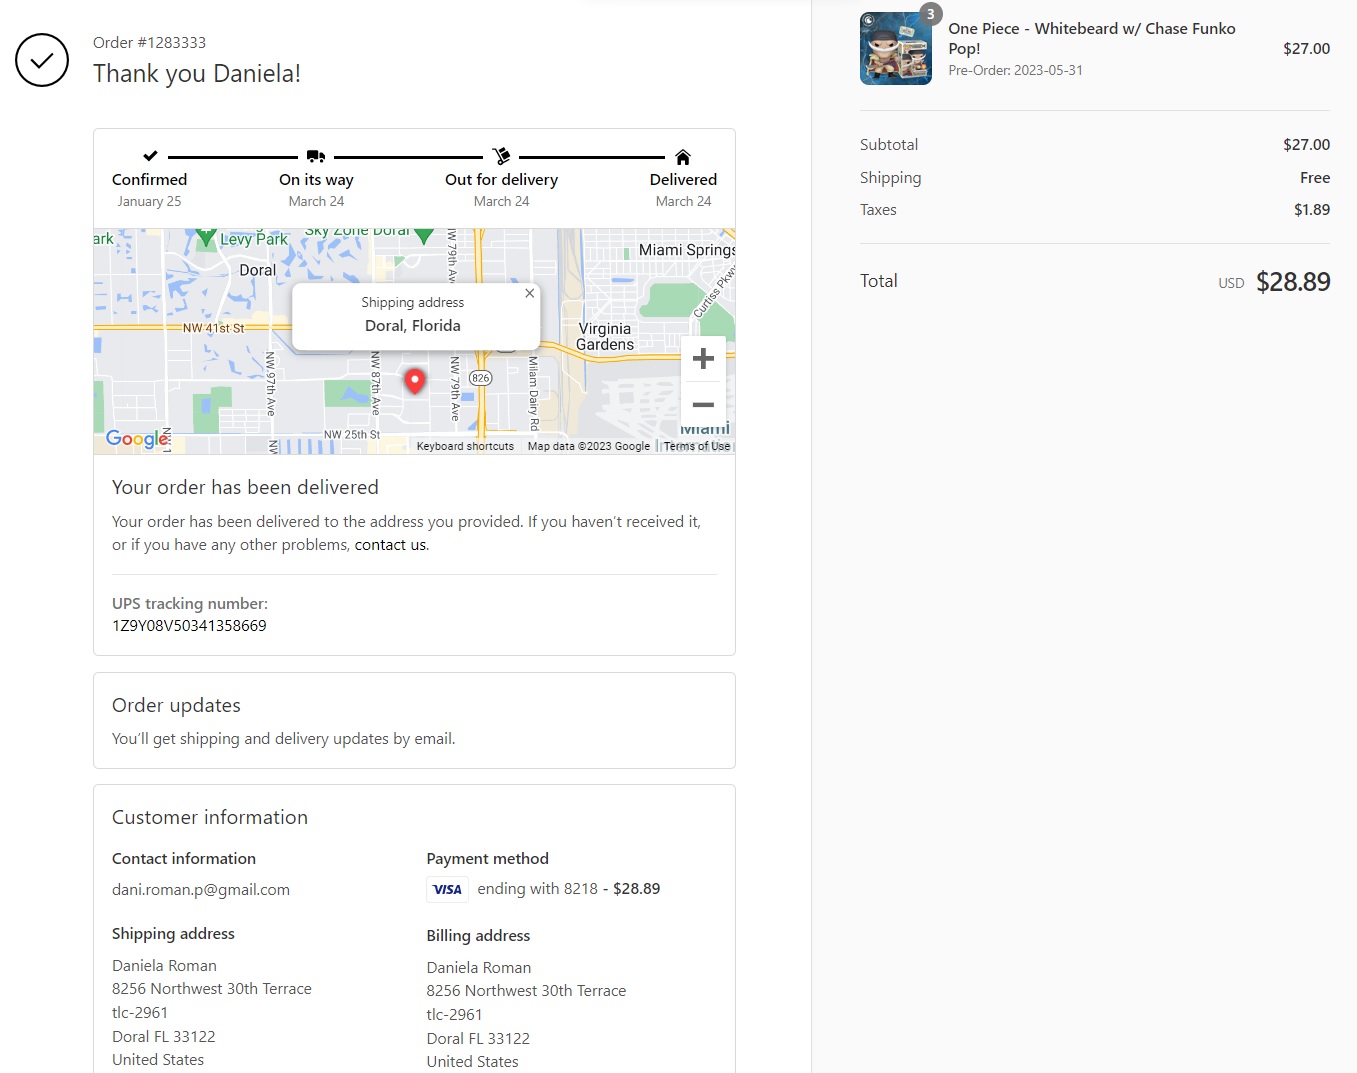 Order #1283333
Thank you Daniela!
Confirmed
January 25
On its way
March 24
Out for delivery
March 24
Delivered
March 24
ark
Levy Park
Sky Zone Doral
Doral
NW 79th Av
Miami Springs
Curtiss Pkwy
Shipping address
Doral, Florida
NW 41st St
Virginia
Gardens
NW 97th Ave
NW 87th Ave
NW 79th Ave
826
Milam Dairy Rd
NW 25th St
Miami
Google
Keyboard shortcuts
Map data ©2023 Google
Terms of Use
Your order has been delivered
Your order has been delivered to the address you provided. If you haven’t received it,
or if you have any other problems, contact us.
UPS tracking number:
1Z9Y08V50341358669
Order updates
You’ll get shipping and delivery updates by email.
Customer information
Contact information
dani.roman.p@gmail.com
Payment method
VISA ending with 8218 - $28.89
Shipping address
Daniela Roman
8256 Northwest 30th Terrace
tlc-2961
Doral FL 33122
United States
Billing address
Daniela Roman
8256 Northwest 30th Terrace
tlc-2961
Doral FL 33122
United States
3
One Piece - Whitebeard w/ Chase Funko
Pop!
Pre-Order: 2023-05-31
$27.00
Subtotal $27.00
Shipping Free
Taxes $1.89
Total USD $28.89